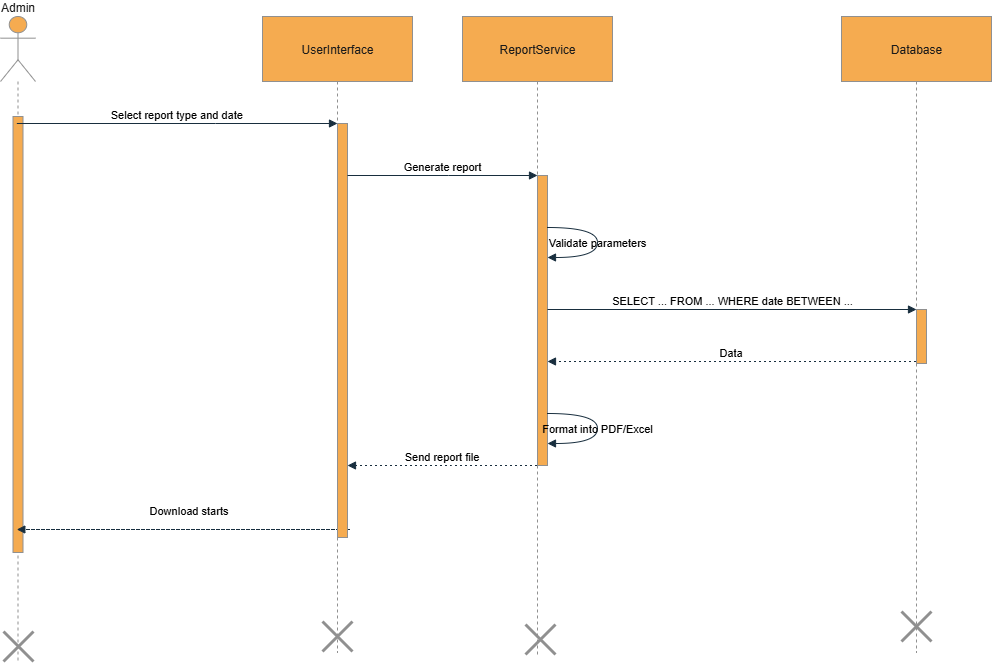 Admin
UserInterface
ReportService
Database
Select report type and date
Generate report
Validate parameters
SELECT ... FROM ... WHERE date BETWEEN ...
Data
Format into PDF/Excel
Send report file
Download starts